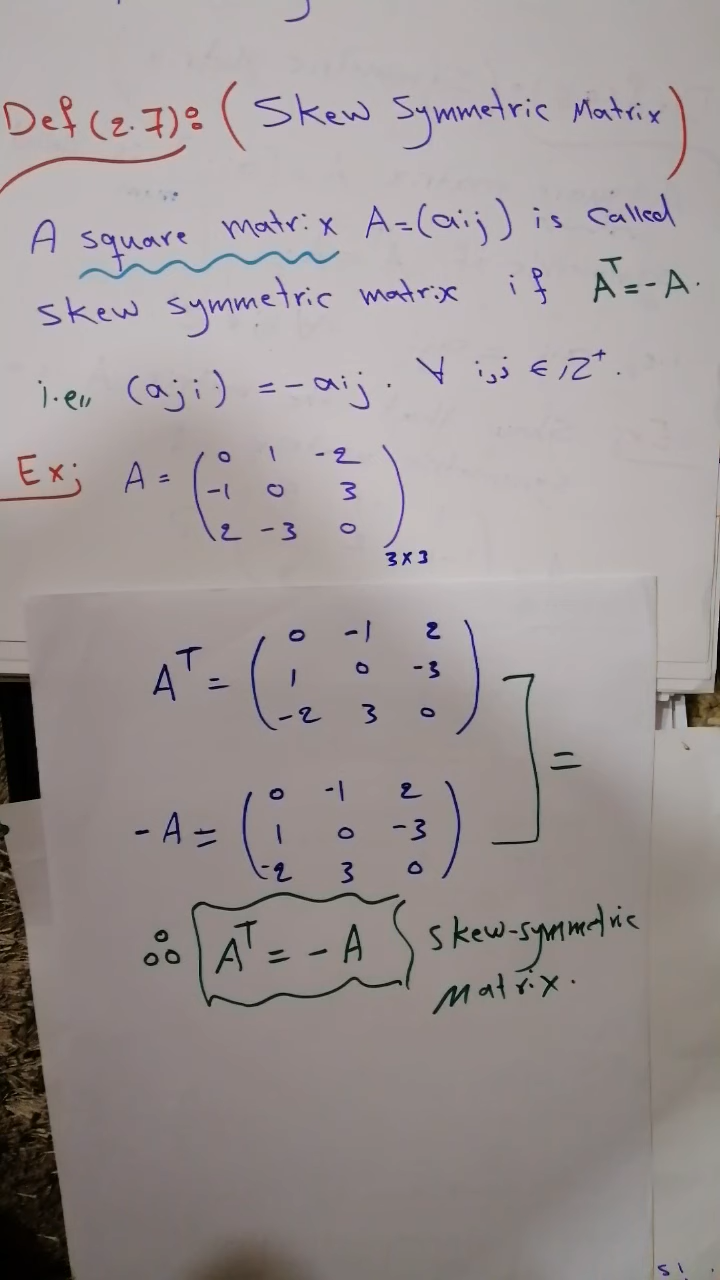 Def (2.7): (Skew Symmetric Matrix)
A square matrix A=(aij) is called
skew symmetric matrix if Aᵀ=-A.
i.e,, (aji) = -aij. ∀ i,j ∈ Z⁺.
Ex; A = (0 1 -2
-1 0 3
2 -3 0) 3×3
Aᵀ = (0 -1 2
1 0 -3
-2 3 0)
=
-A = (0 -1 2
1 0 -3
-2 3 0)
∴ Aᵀ = -A skew-symmetric
Matrix.